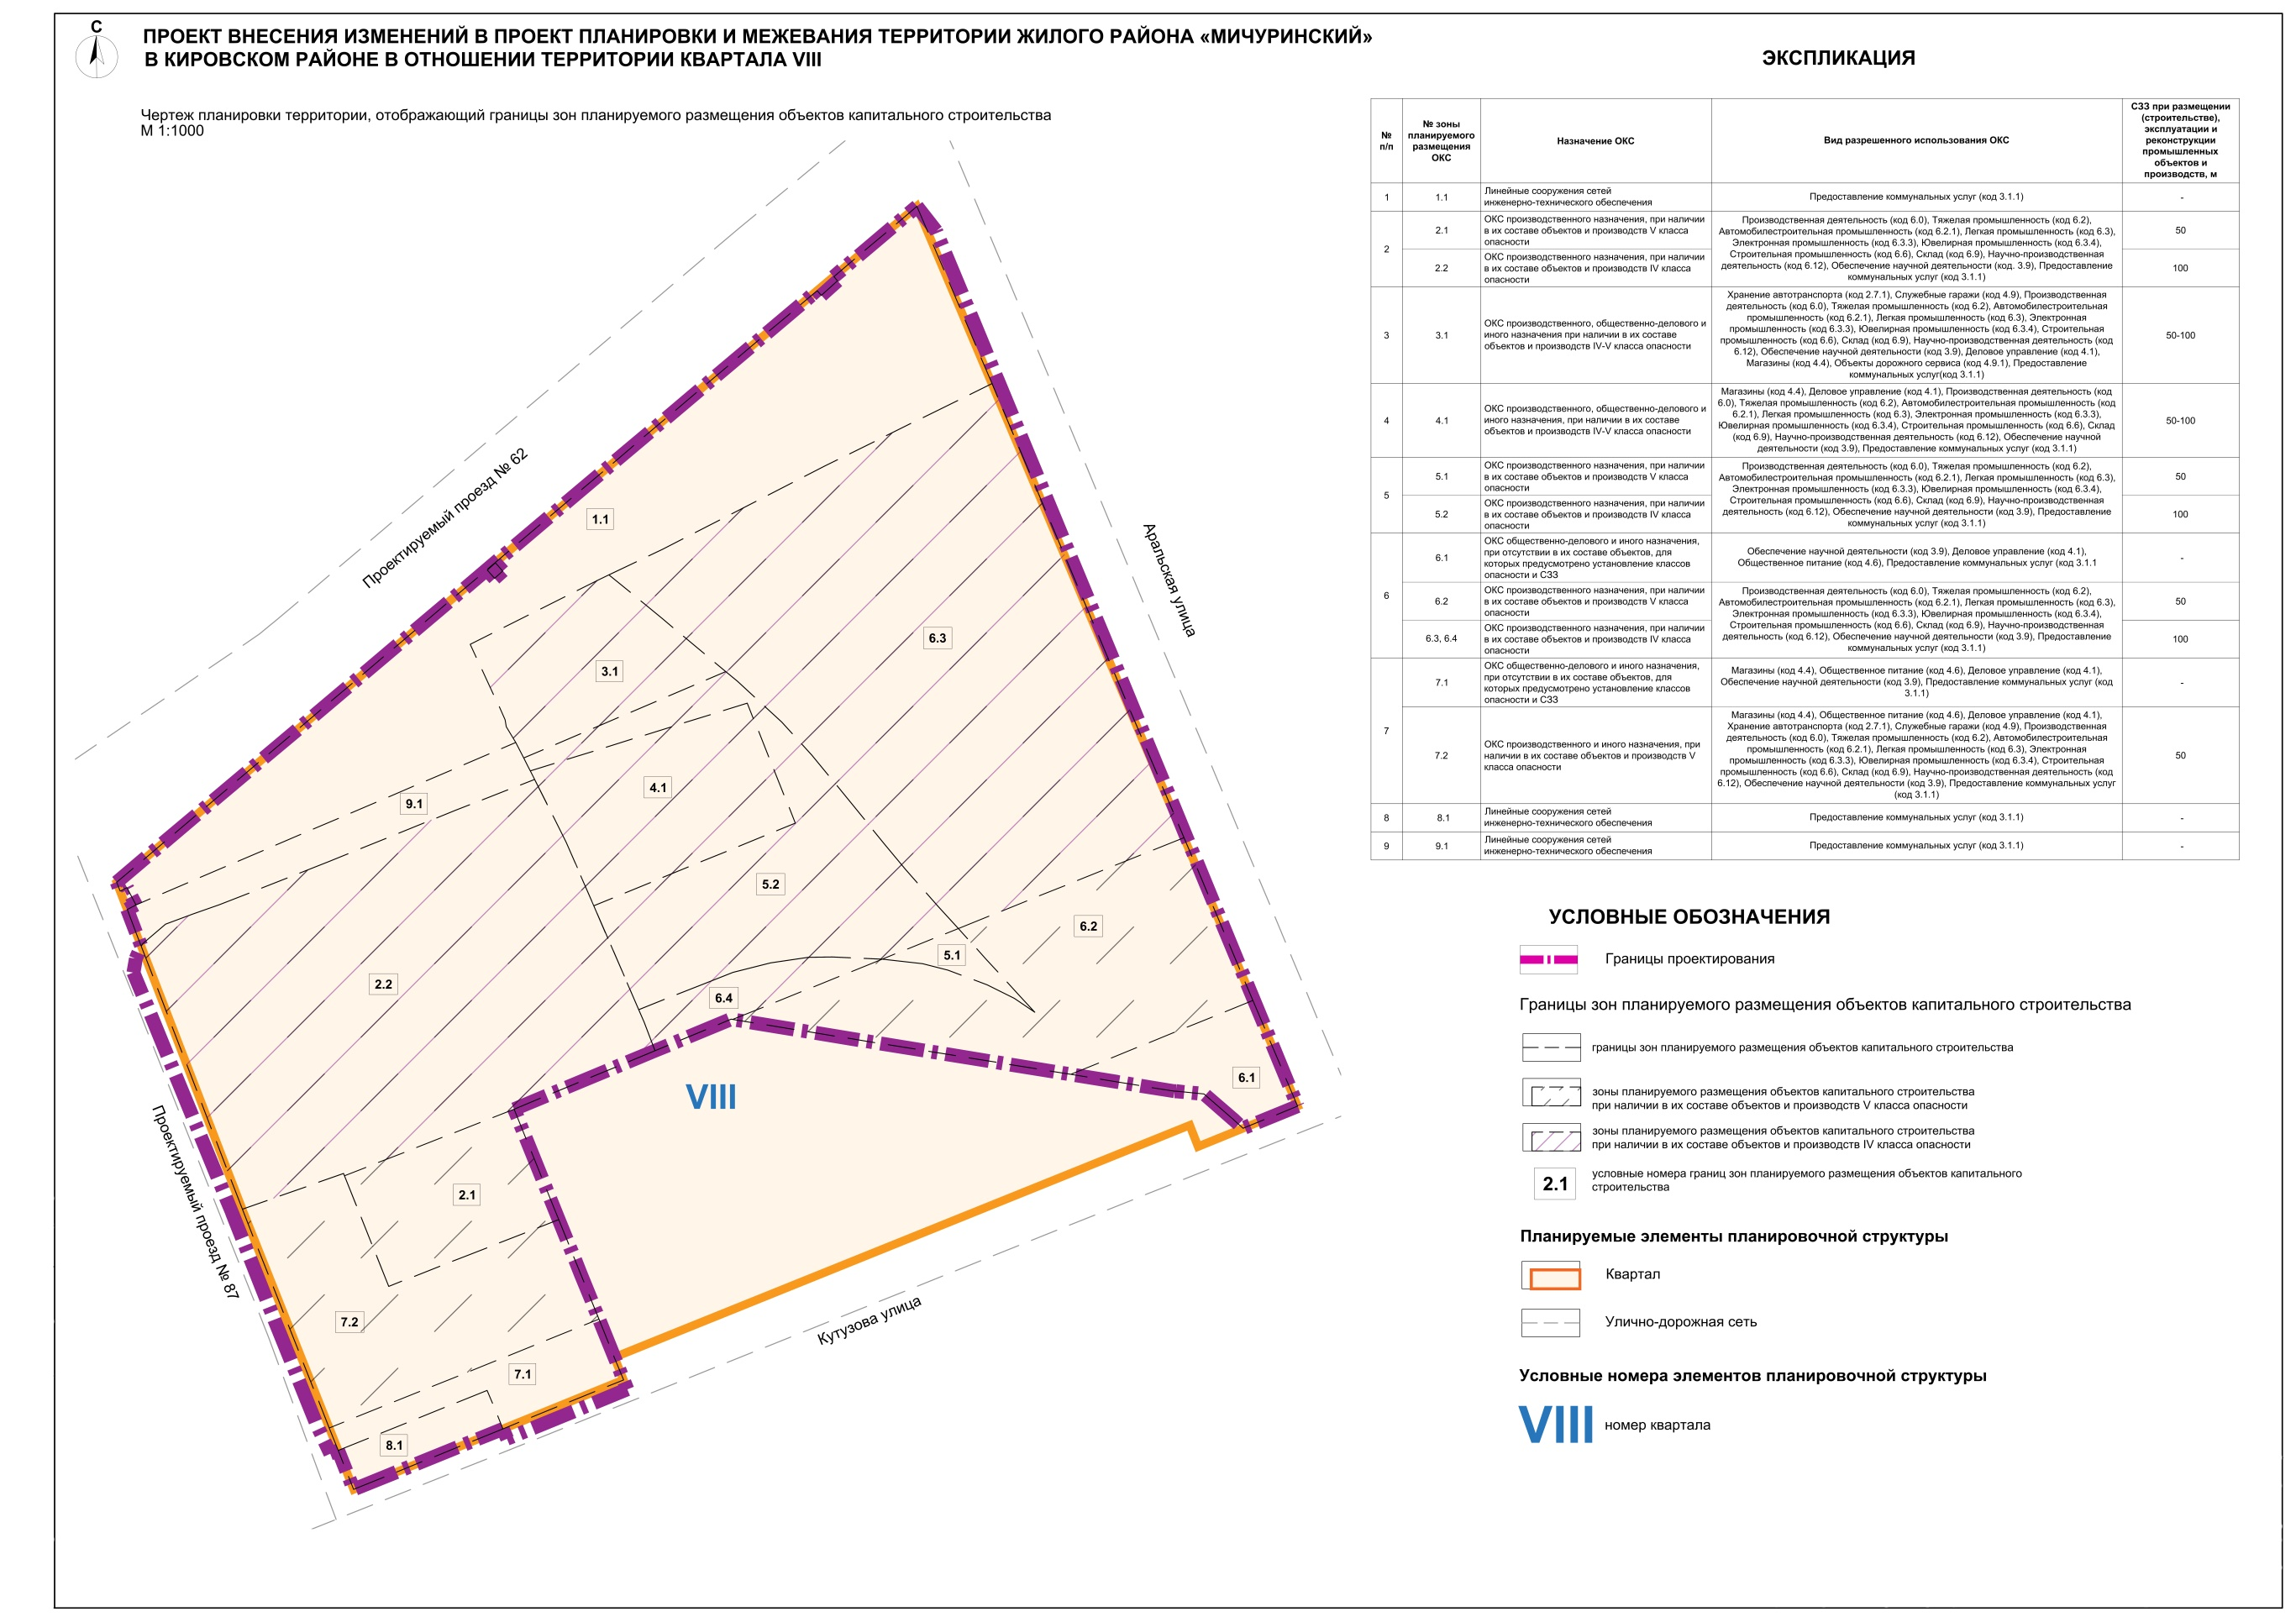 С
ПРОЕКТ ВНЕСЕНИЯ ИЗМЕНЕНИЙ В ПРОЕКТ ПЛАНИРОВКИ И МЕЖЕВАНИЯ ТЕРРИТОРИИ ЖИЛОГО РАЙОНА «МИЧУРИНСКИЙ»
В КИРОВСКОМ РАЙОНЕ В ОТНОШЕНИИ ТЕРРИТОРИИ КВАРТАЛА VIII
Чертеж планировки территории, отображающий границы зон планируемого размещения объектов капитального строительства
М 1:1000
Проектируемый проезд № 62
Аральская улица
Проектируемый проезд № 87
Кутузова улица
1.1
6.3
3.1
4.1
9.1
5.2
6.2
5.1
2.2
6.4
6.1
VIII
2.1
7.2
7.1
8.1
ЭКСПЛИКАЦИЯ
№
п/п
№ зоны
планируемого
размещения
ОКС
Назначение ОКС
Вид разрешенного использования ОКС
СЗЗ при размещении
(строительстве),
эксплуатации и
реконструкции
промышленных
объектов и
производств, м
1
1.1
Линейные сооружения сетей
инженерно-технического обеспечения
Предоставление коммунальных услуг (код 3.1.1)
-
2
2.1
ОКС производственного назначения, при наличии
в их составе объектов и производств V класса
опасности
Производственная деятельность (код 6.0), Тяжелая промышленность (код 6.2),
Автомобилестроительная промышленность (код 6.2.1), Легкая промышленность (код 6.3),
Электронная промышленность (код 6.3.3), Ювелирная промышленность (код 6.3.4),
Строительная промышленность (код 6.6), Склад (код 6.9), Научно-производственная
деятельность (код 6.12), Обеспечение научной деятельности (код. 3.9), Предоставление
коммунальных услуг (код 3.1.1)
50
2.2
ОКС производственного назначения, при наличии
в их составе объектов и производств IV класса
опасности
100
3
3.1
ОКС производственного, общественно-делового и
иного назначения при наличии в их составе
объектов и производств IV-V класса опасности
Хранение автотранспорта (код 2.7.1), Служебные гаражи (код 4.9), Производственная
деятельность (код 6.0), Тяжелая промышленность (код 6.2), Автомобилестроительная
промышленность (код 6.2.1), Легкая промышленность (код 6.3), Электронная
промышленность (код 6.3.3), Ювелирная промышленность (код 6.3.4), Строительная
промышленность (код 6.6), Склад (код 6.9), Научно-производственная деятельность (код
6.12), Обеспечение научной деятельности (код 3.9), Деловое управление (код 4.1),
Магазины (код 4.4), Объекты дорожного сервиса (код 4.9.1), Предоставление
коммунальных услуг(код 3.1.1)
50-100
4
4.1
ОКС производственного, общественно-делового и
иного назначения, при наличии в их составе
объектов и производств IV-V класса опасности
Магазины (код 4.4), Деловое управление (код 4.1), Производственная деятельность (код
6.0), Тяжелая промышленность (код 6.2), Автомобилестроительная промышленность (код
6.2.1), Легкая промышленность (код 6.3), Электронная промышленность (код 6.3.3),
Ювелирная промышленность (код 6.3.4), Строительная промышленность (код 6.6), Склад
(код 6.9), Научно-производственная деятельность (код 6.12), Обеспечение научной
деятельности (код 3.9), Предоставление коммунальных услуг (код 3.1.1)
50-100
5
5.1
ОКС производственного назначения, при наличии
в их составе объектов и производств V класса
опасности
Производственная деятельность (код 6.0), Тяжелая промышленность (код 6.2),
Автомобилестроительная промышленность (код 6.2.1), Легкая промышленность (код 6.3),
Электронная промышленность (код 6.3.3), Ювелирная промышленность (код 6.3.4),
Строительная промышленность (код 6.6), Склад (код 6.9), Научно-производственная
деятельность (код 6.12), Обеспечение научной деятельности (код 3.9), Предоставление
коммунальных услуг (код 3.1.1)
50
5.2
ОКС производственного назначения, при наличии
в их составе объектов и производств IV класса
опасности
100
6
6.1
ОКС общественно-делового и иного назначения,
при отсутствии в их составе объектов, для
которых предусмотрено установление классов
опасности и СЗЗ
Обеспечение научной деятельности (код 3.9), Деловое управление (код 4.1),
Общественное питание (код 4.6), Предоставление коммунальных услуг (код 3.1.1
-
6.2
ОКС производственного назначения, при наличии
в их составе объектов и производств V класса
опасности
Производственная деятельность (код 6.0), Тяжелая промышленность (код 6.2),
Автомобилестроительная промышленность (код 6.2.1), Легкая промышленность (код 6.3),
Электронная промышленность (код 6.3.3), Ювелирная промышленность (код 6.3.4),
Строительная промышленность (код 6.6), Склад (код 6.9), Научно-производственная
деятельность (код 6.12), Обеспечение научной деятельности (код 3.9), Предоставление
коммунальных услуг (код 3.1.1)
50
6.3, 6.4
ОКС производственного назначения, при наличии
в их составе объектов и производств IV класса
опасности
100
7
7.1
ОКС общественно-делового и иного назначения,
при отсутствии в их составе объектов, для
которых предусмотрено установление классов
опасности и СЗЗ
Магазины (код 4.4), Общественное питание (код 4.6), Деловое управление (код 4.1),
Обеспечение научной деятельности (код 3.9), Предоставление коммунальных услуг (код
3.1.1)
-
7.2
ОКС производственного и иного назначения, при
наличии в их составе объектов и производств V
класса опасности
Магазины (код 4.4), Общественное питание (код 4.6), Деловое управление (код 4.1),
Хранение автотранспорта (код 2.7.1), Служебные гаражи (код 4.9), Производственная
деятельность (код 6.0), Тяжелая промышленность (код 6.2), Автомобилестроительная
промышленность (код 6.2.1), Легкая промышленность (код 6.3), Электронная
промышленность (код 6.3.3), Ювелирная промышленность (код 6.3.4), Строительная
промышленность (код 6.6), Склад (код 6.9), Научно-производственная деятельность (код
6.12), Обеспечение научной деятельности (код 3.9), Предоставление коммунальных услуг
(код 3.1.1)
50
8
8.1
Линейные сооружения сетей
инженерно-технического обеспечения
Предоставление коммунальных услуг (код 3.1.1)
-
9
9.1
Линейные сооружения сетей
инженерно-технического обеспечения
Предоставление коммунальных услуг (код 3.1.1)
-
УСЛОВНЫЕ ОБОЗНАЧЕНИЯ
Границы проектирования
Границы зон планируемого размещения объектов капитального строительства
границы зон планируемого размещения объектов капитального строительства
зоны планируемого размещения объектов капитального строительства
при наличии в их составе объектов и производств V класса опасности
зоны планируемого размещения объектов капитального строительства
при наличии в их составе объектов и производств IV класса опасности
2.1
условные номера границ зон планируемого размещения объектов капитального
строительства
Планируемые элементы планировочной структуры
Квартал
Улично-дорожная сеть
Условные номера элементов планировочной структуры
VIII
номер квартала